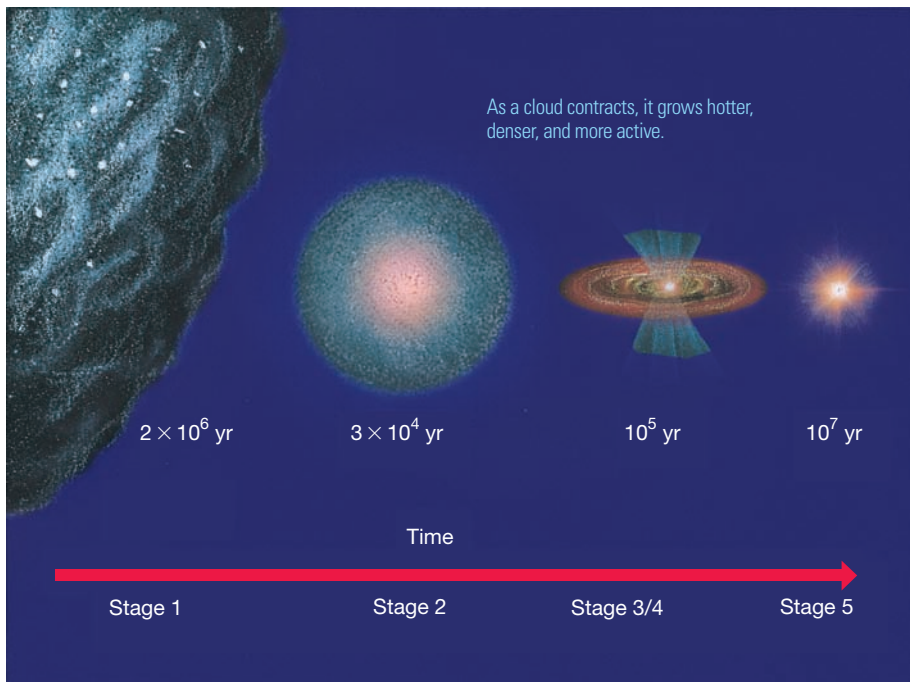 As a cloud contracts, it grows hotter,
denser, and more active.
2 × 10⁶ yr
3 × 10⁴ yr
10⁵ yr
10⁷ yr
Time
Stage 1
Stage 2
Stage 3/4
Stage 5